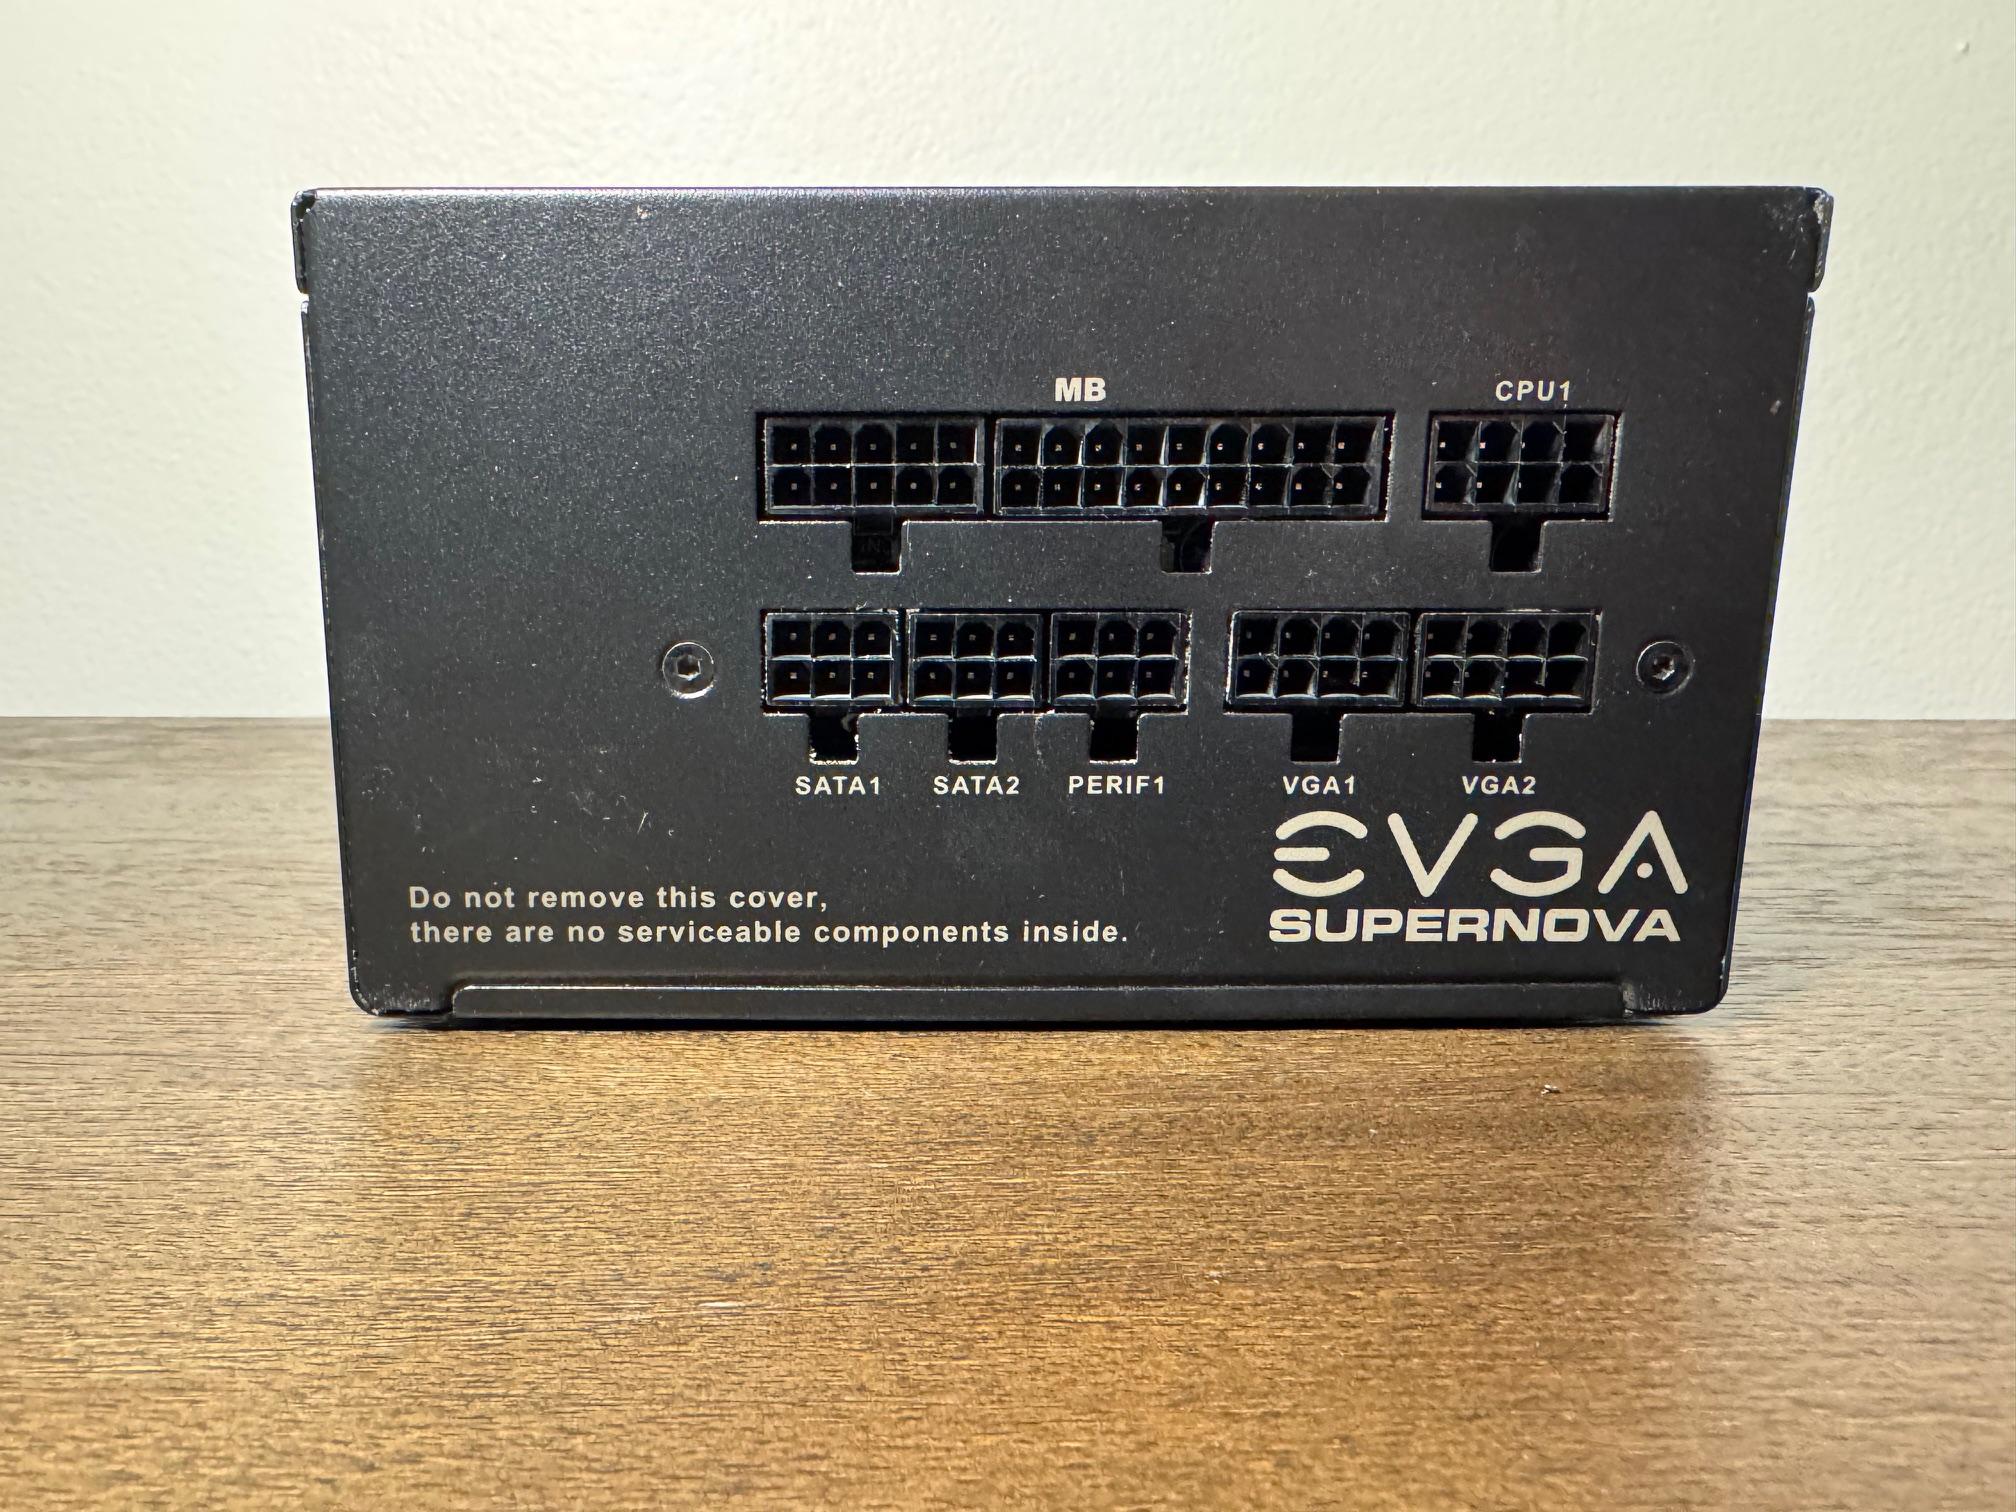 MB
CPU1
SATA1 SATA2 PERIF1 VGA1 VGA2
EVGA
SUPERNOVA
Do not remove this cover,
there are no serviceable components inside.